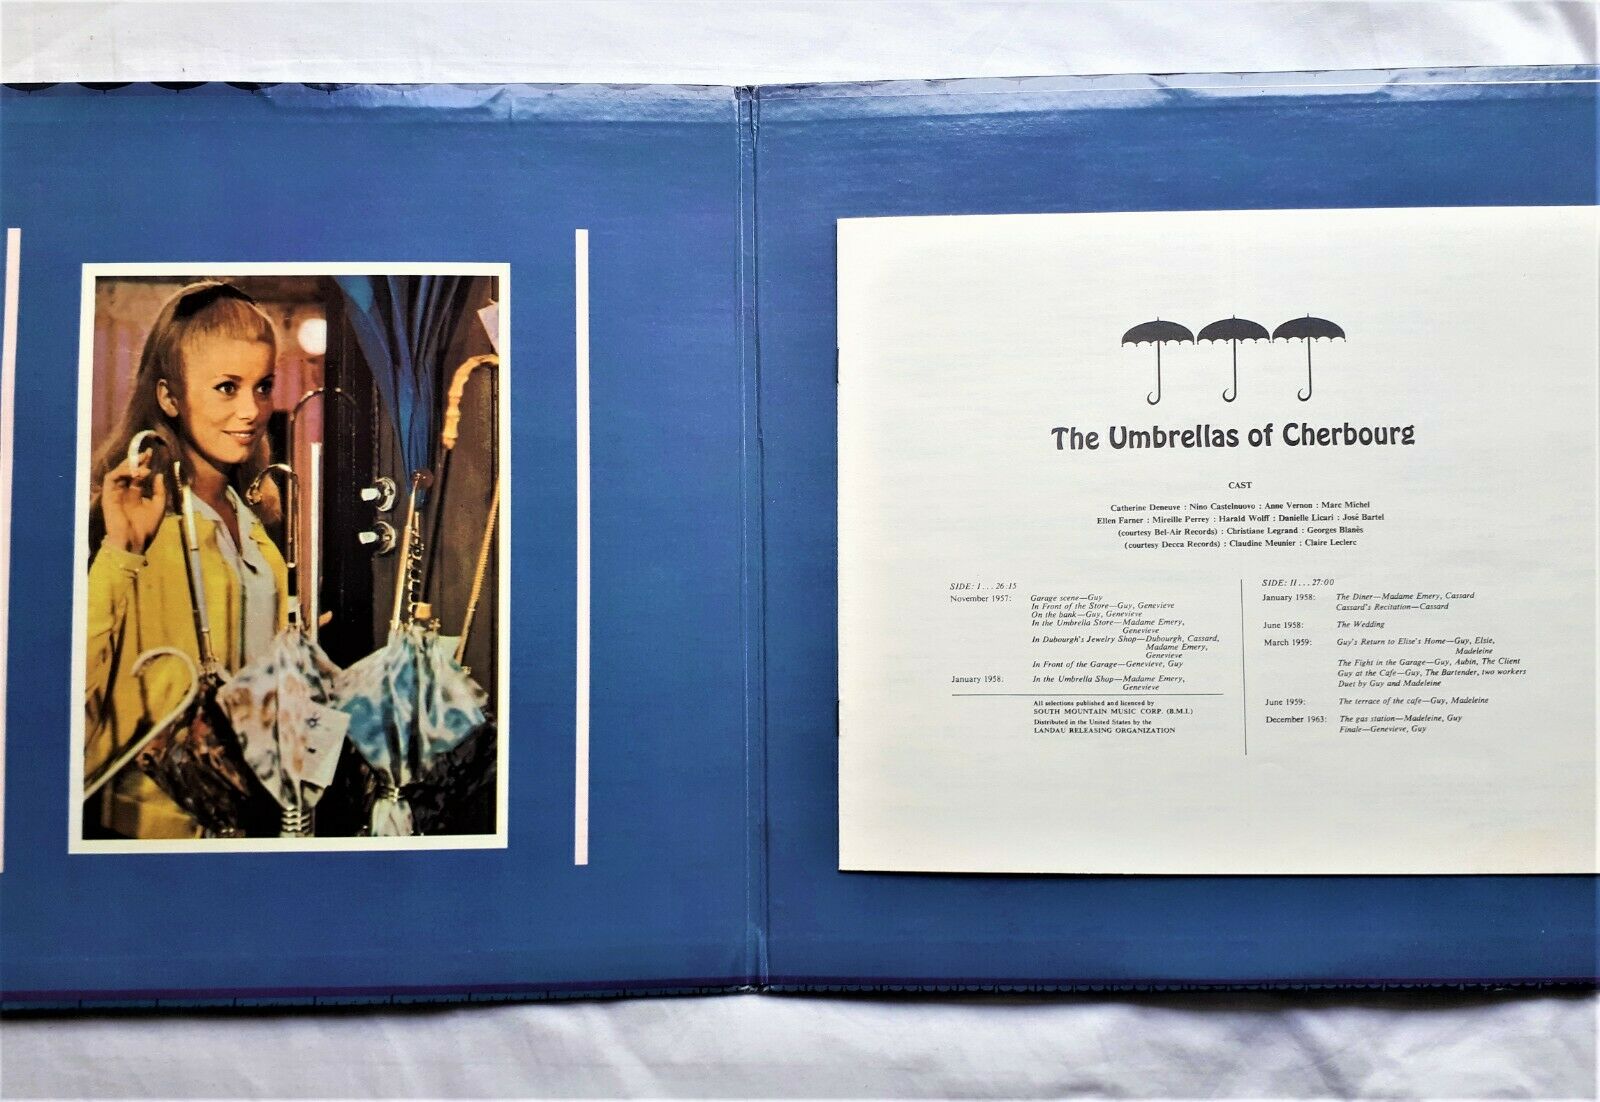 The Umbrellas of Cherbourg
CAST
Catherine Deneuve : Nino Castelnuovo : Anne Vernon : Marc Michel
Ellen Farner : Mireille Perrey : Harald Wolff : Danielle Licari : José Bartel
(courtesy Bel-Air Records) : Christiane Legrand : Georges Blanès
(courtesy Decca Records) : Claudine Meunier : Claire Leclerc
SIDE: I . . . 26:15
November 1957: Garage scene—Guy
In Front of the Store—Guy, Genevieve
On the bank—Guy, Genevieve
In the Umbrella Store—Madame Emery,
Genevieve
In Dubourgh's Jewelry Shop—Dubourgh, Cassard,
Madame Emery,
Genevieve
In Front of the Garage—Genevieve, Guy
January 1958: In the Umbrella Shop—Madame Emery,
Genevieve
All selections published and licenced by
SOUTH MOUNTAIN MUSIC CORP. (B.M.I.)
Distributed in the United States by the
LANDAU RELEASING ORGANIZATION
SIDE: II . . . 27:00
January 1958: The Diner—Madame Emery, Cassard
Cassard's Recitation—Cassard
June 1958: The Wedding
March 1959: Guy's Return to Elise's Home—Guy, Elsie,
Madeleine
The Fight in the Garage—Guy, Aubin, The Client
Guy at the Cafe—Guy, The Bartender, two workers
Duet by Guy and Madeleine
June 1959: The terrace of the cafe—Guy, Madeleine
December 1963: The gas station—Madeleine, Guy
Finale—Genevieve, Guy